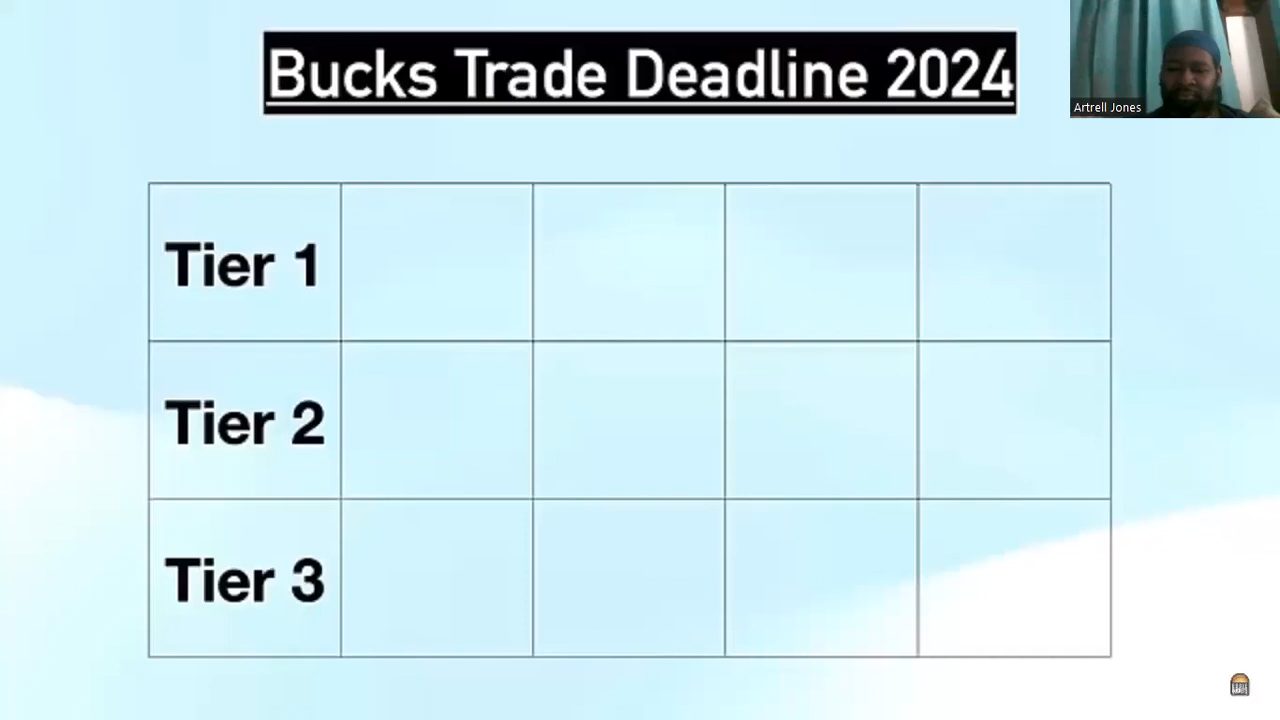 Bucks Trade Deadline 2024
Artrell Jones
Tier 1
Tier 2
Tier 3